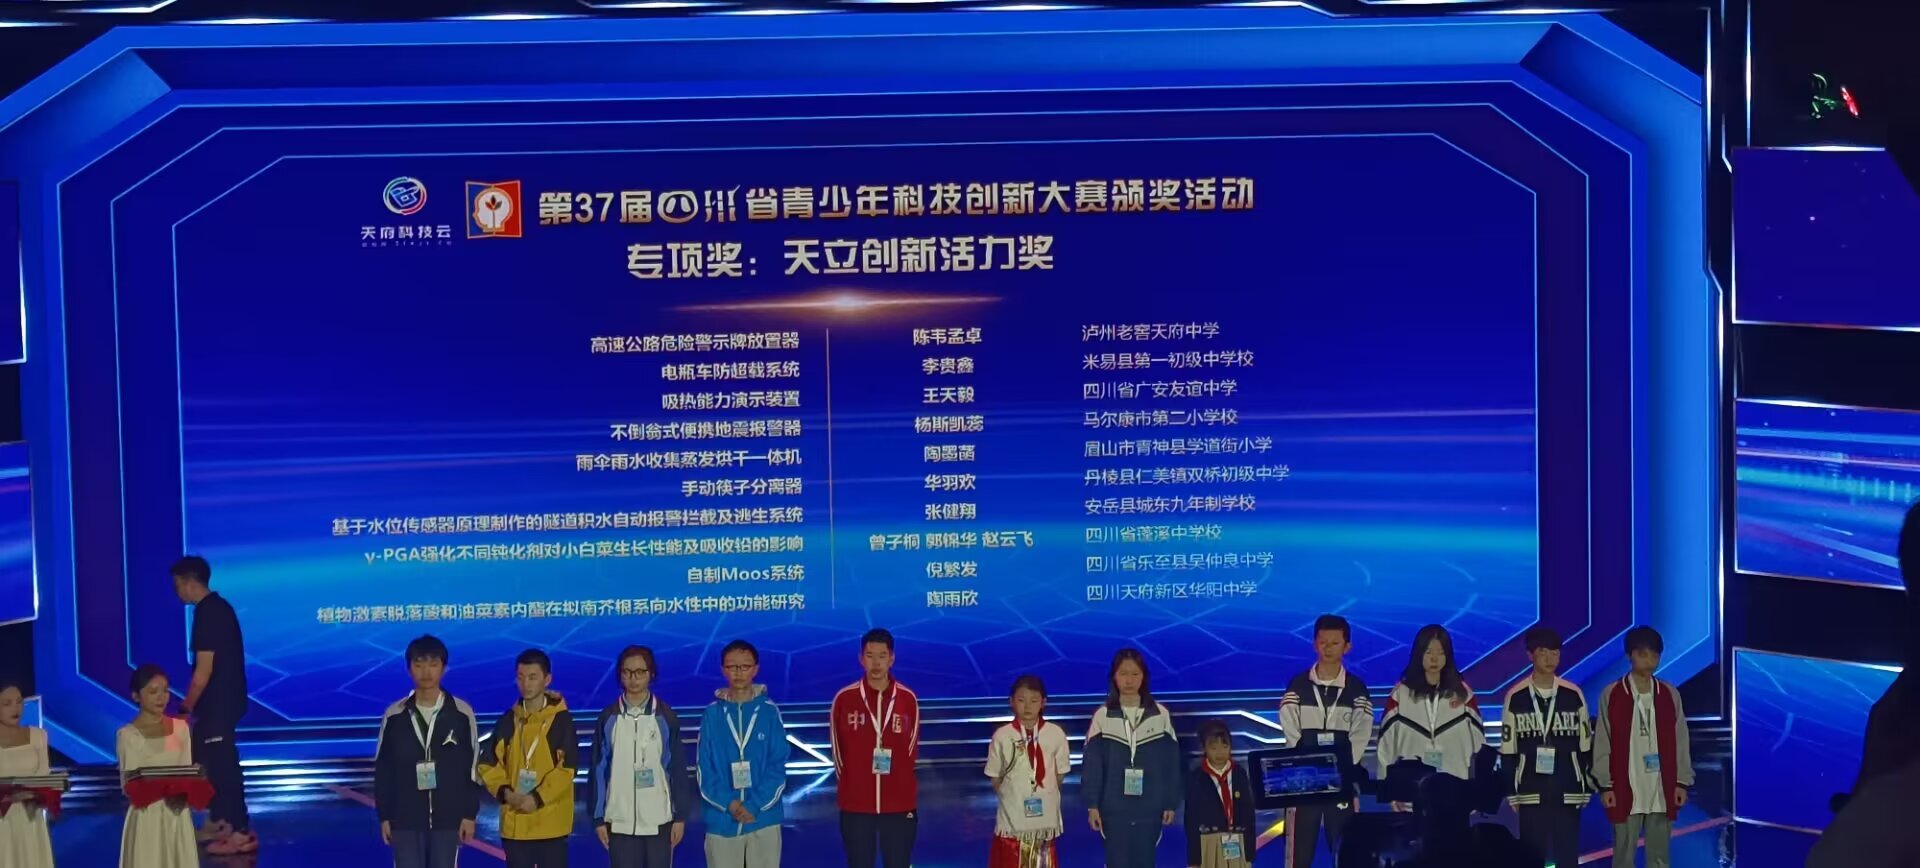 天府科技云
第37届四川省青少年科技创新大赛颁奖活动
专项奖：天立创新活力奖
高速公路危险警示牌放置器 陈韦孟卓 泸州老窖天府中学
电瓶车防超载系统 李贵鑫 米易县第一初级中学校
吸热能力演示装置 王天毅 四川省广安友谊中学
不倒翁式便携地震报警器 杨斯凯蕊 马尔康市第二小学校
雨伞雨水收集蒸发烘干一体机 陶墨菡 眉山市青神县学道街小学
手动筷子分离器 华羽欢 丹棱县仁美镇双桥初级中学
基于水位传感器原理制作的隧道积水自动报警拦截及逃生系统 张健翔 安岳县城东九年制学校
γ-PGA强化不同钝化剂对小白菜生长性能及吸收铅的影响 曾子桐 郭锦华 赵云飞 四川省蓬溪中学校
自制Moos系统 倪繁发 四川省乐至县吴仲良中学
植物激素脱落酸和油菜素内酯在拟南芥根系向水性中的功能研究 陶雨欣 四川天府新区华阳中学
中国